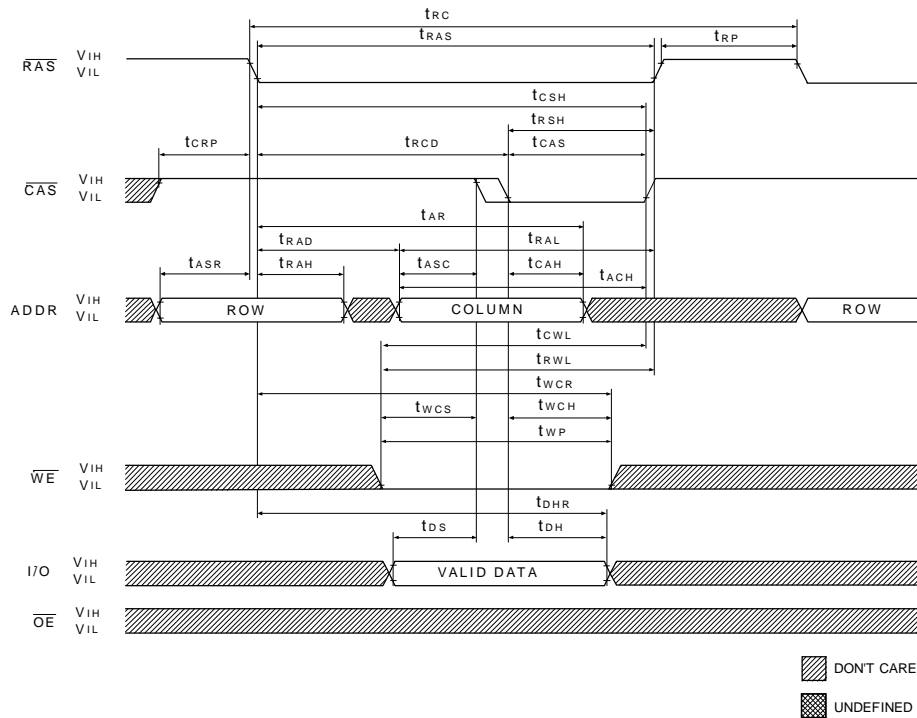 tRC
tRAS tRP
RAS VIH
VIL
tCSH
tRSH
tCRP tRCD tCAS
CAS VIH
VIL
tAR
tRAD tRAL
tASR tRAH tASC tCAH
tACH
ADDR VIH
VIL
ROW COLUMN ROW
tCWL
tRWL
tWCR
tWCS tWCH
tWP
WE VIH
VIL
tDHR
tDS tDH
I/O VIH
VIL
VALID DATA
OE VIH
VIL
DON'T CARE
UNDEFINED